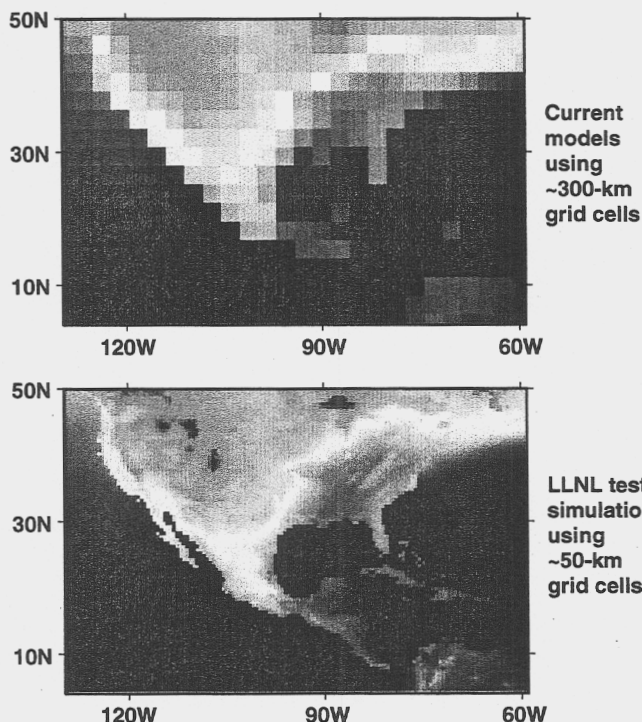 50N
30N
10N
120W
90W
60W
Current
models
using
~300-km
grid cells
50N
30N
10N
120W
90W
60W
LLNL test
simulatio
using
~50-km
grid cells